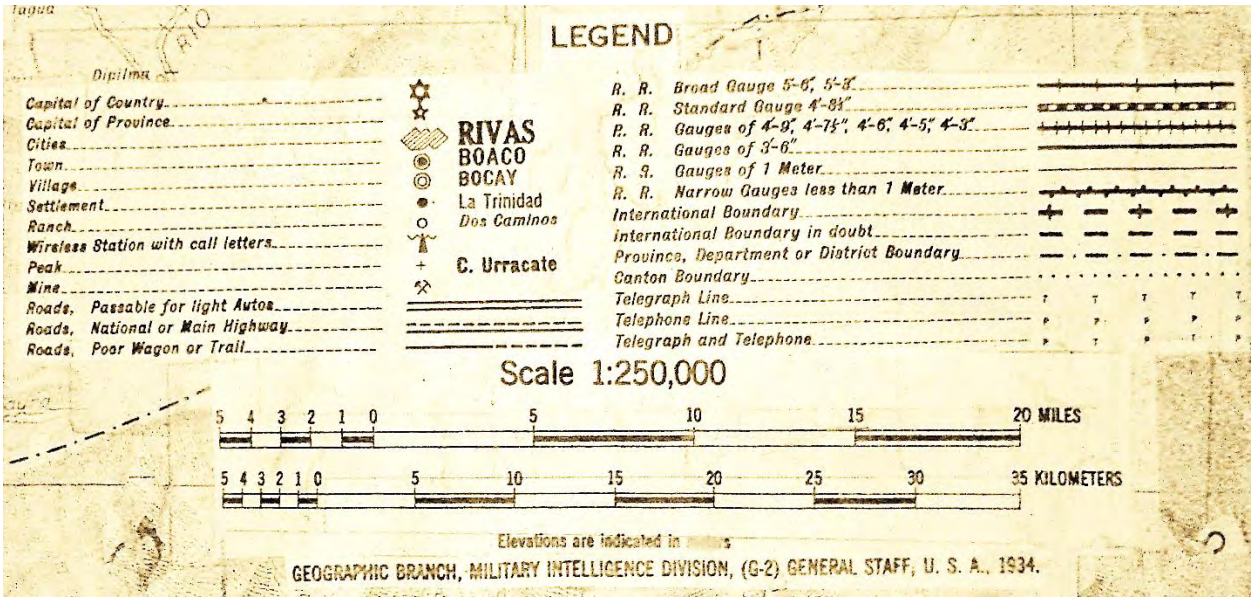 RIO
LEGEND
Capital of Country
Capital of Province
Cities RIVAS
Town BOACO
Village BOCAY
Settlement La Trinidad
Ranch Dos Caminos
Wireless Station with call letters
Peak C. Urracate
Mine
Roads, Passable for light Autos
Roads, National or Main Highway
Roads, Poor Wagon or Trail
R. R. Broad Gauge 5'-6", 5'-3"
R. R. Standard Gauge 4'-8½"
R. R. Gauges of 4'-9", 4'-7½", 4'-6", 4'-5", 4'-3"
R. R. Gauges of 3'-6"
R. R. Gauges of 1 Meter
R. R. Narrow Gauges less than 1 Meter
International Boundary
International Boundary in doubt
Province, Department or District Boundary
Canton Boundary
Telegraph Line T T T T T
Telephone Line P P P P P
Telegraph and Telephone P T P T P
Scale 1:250,000
5 4 3 2 1 0 5 10 15 20 MILES
5 4 3 2 1 0 5 10 15 20 25 30 35 KILOMETERS
Elevations are indicated in meters
GEOGRAPHIC BRANCH, MILITARY INTELLIGENCE DIVISION, (G-2) GENERAL STAFF, U. S. A., 1934.